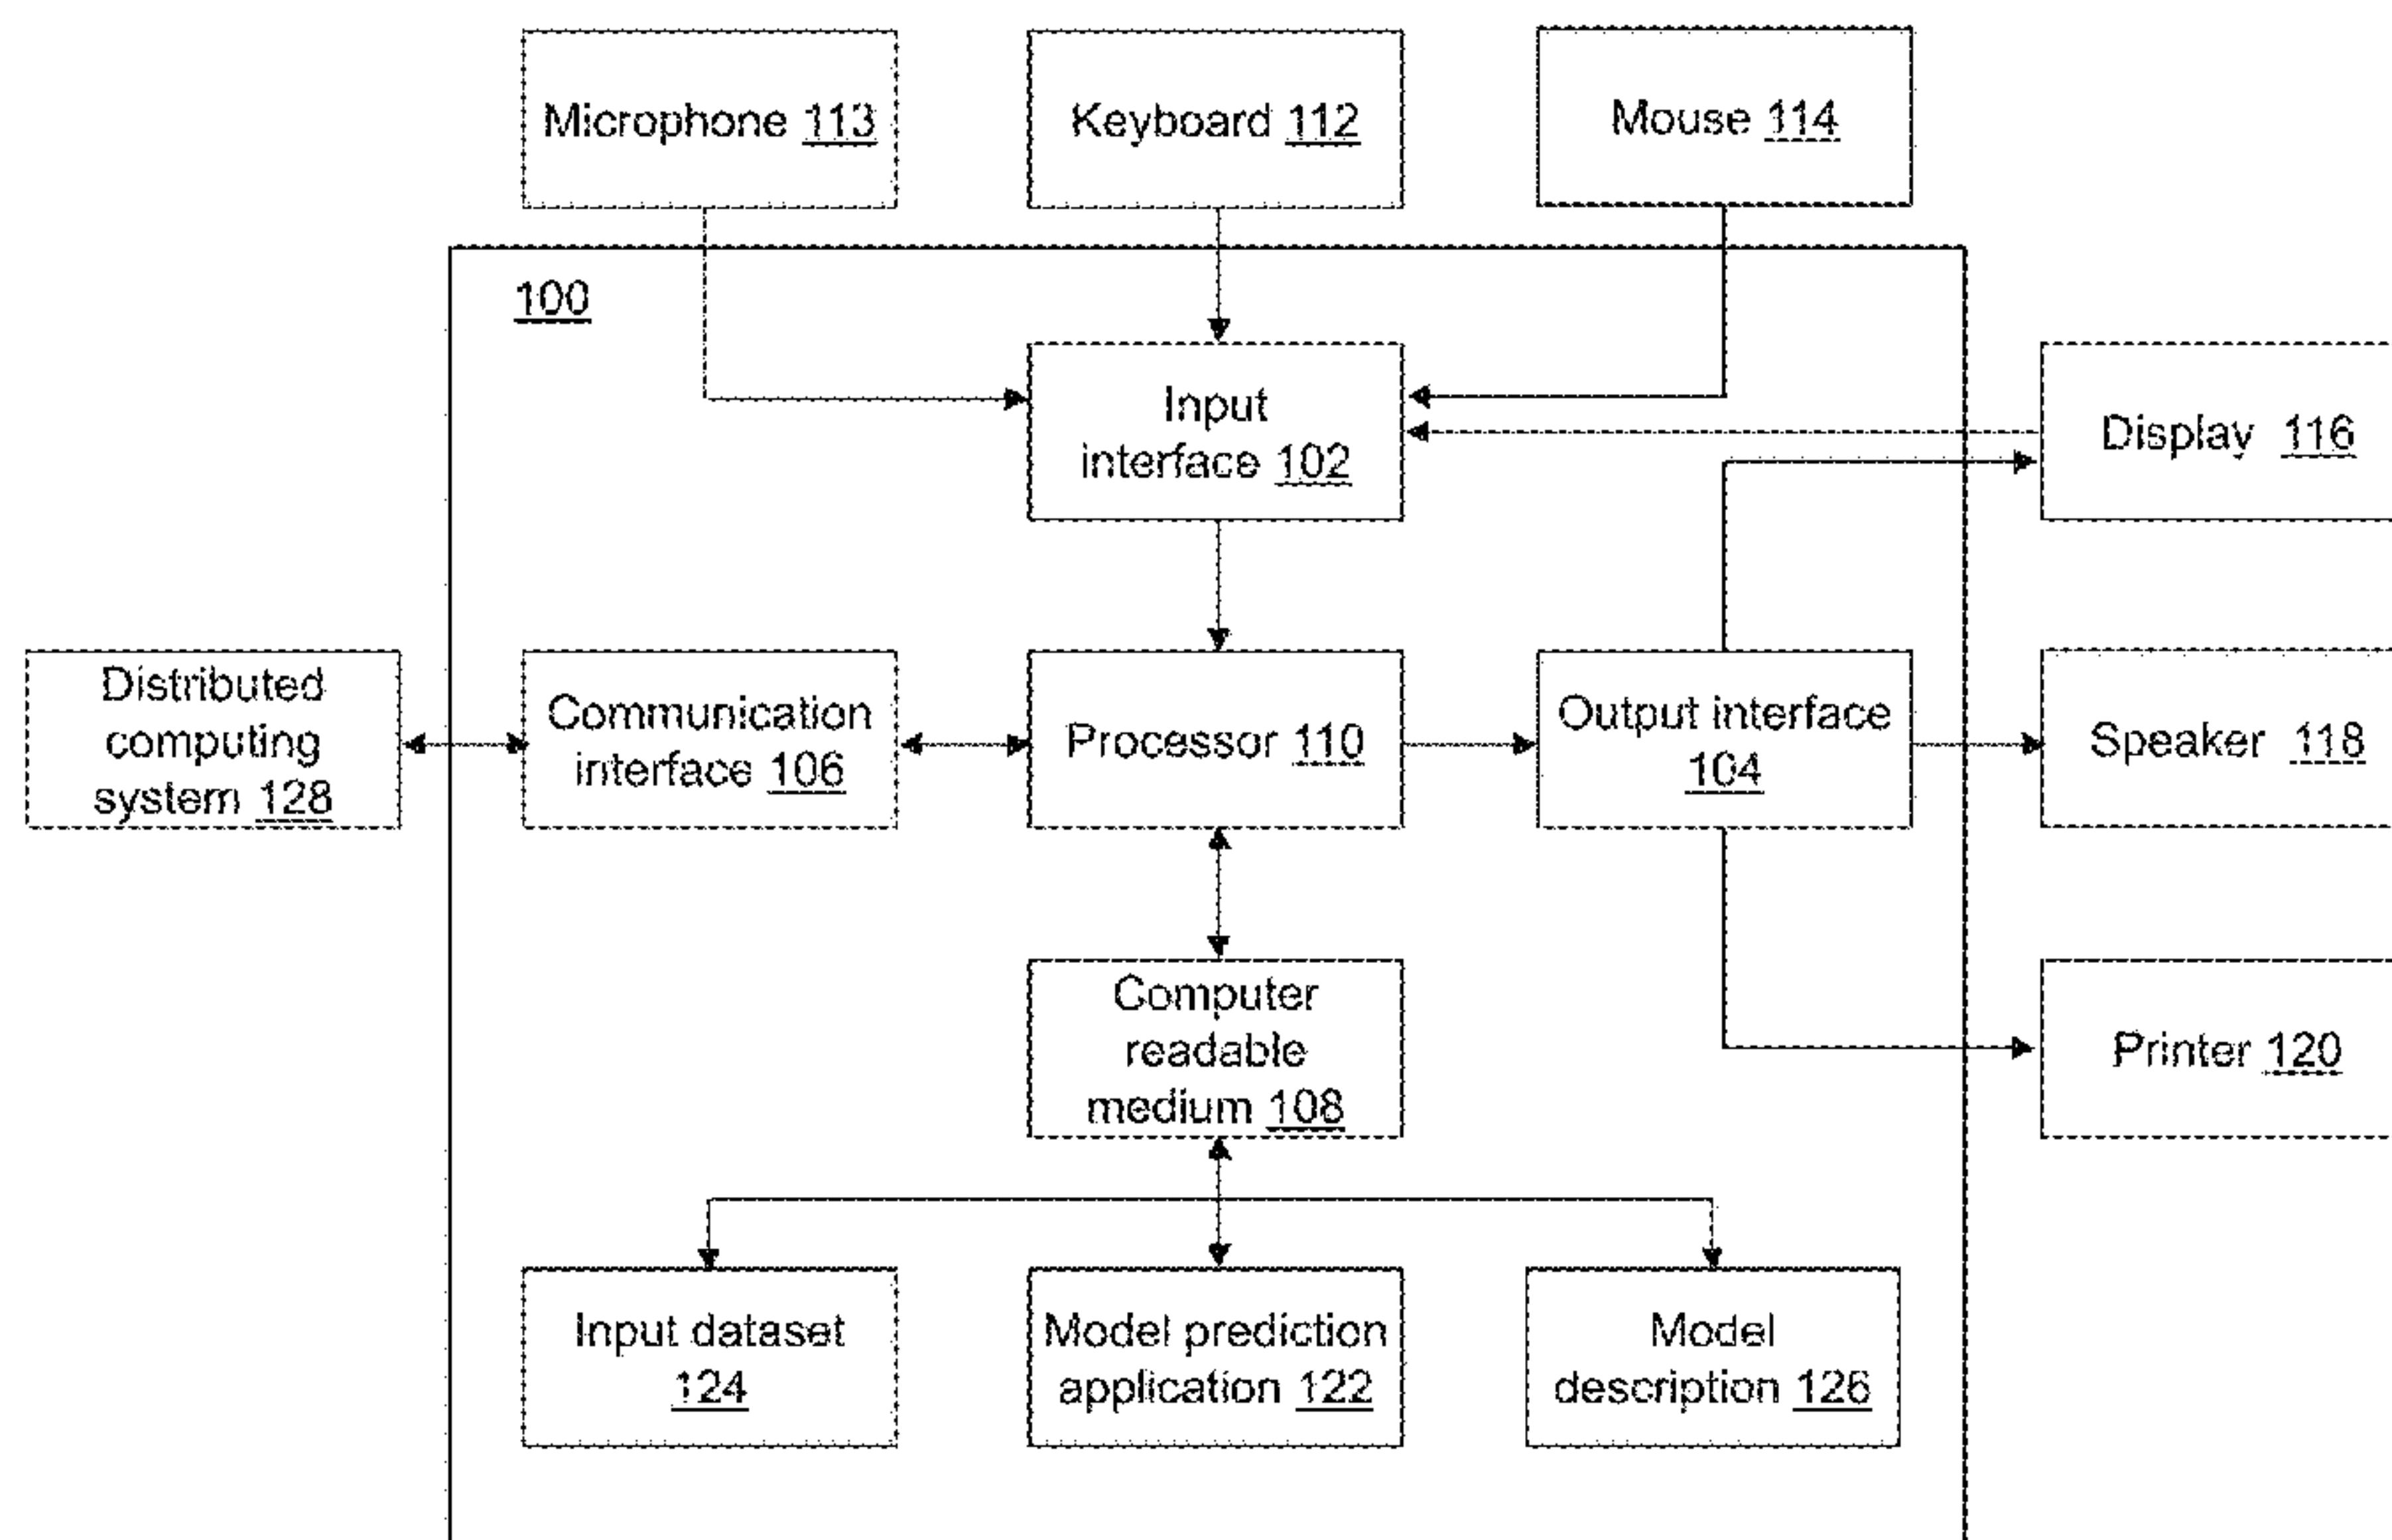 Microphone 113
Keyboard 112
Mouse 114
100
Input
interface 102
Display 116
Distributed
computing
system 128
Communication
interface 106
Processor 110
Output interface
104
Speaker 118
Computer
readable
medium 108
Printer 120
Input dataset
124
Model prediction
application 122
Model
description 126